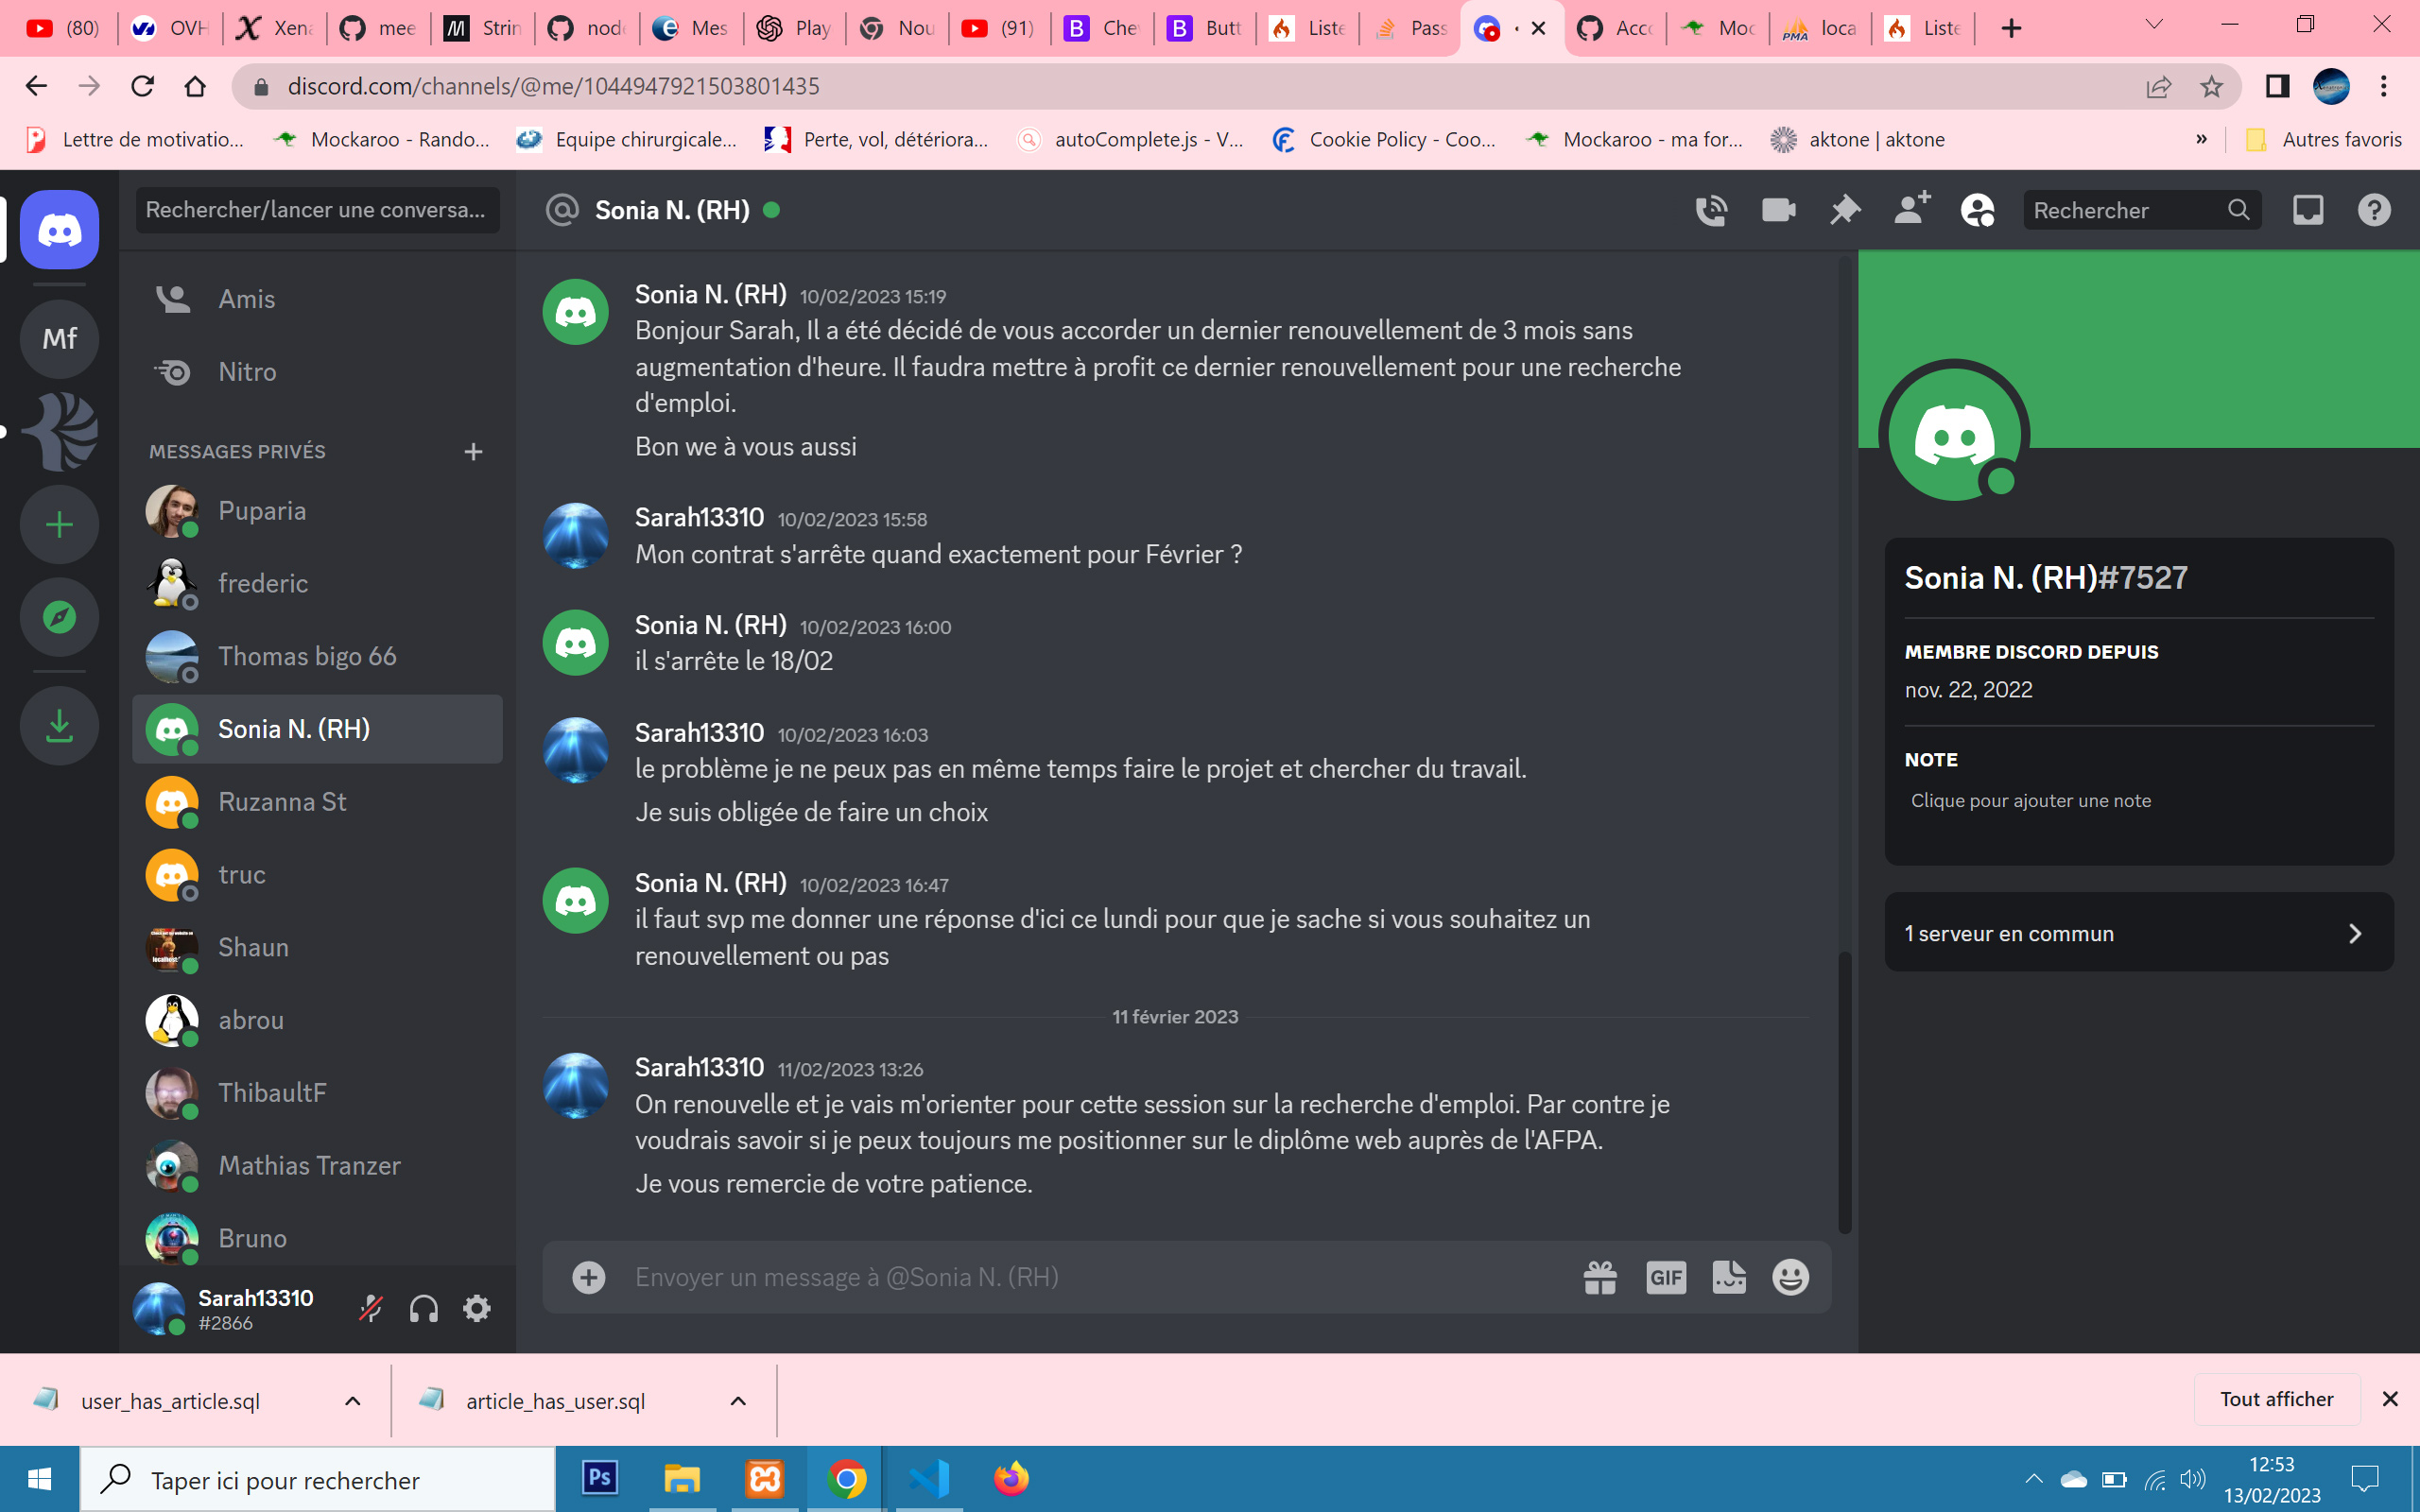 (80)
OVH
Xena
mee
Strin
node
Mes
Play
Nou
(91)
Che
Butt
Liste
Pass
Acco
Moc
loca
Liste
discord.com/channels/@me/1044947921503801435
Lettre de motivatio...
Mockaroo - Rando...
Equipe chirurgicale...
Perte, vol, détériora...
autoComplete.js - V...
Cookie Policy - Coo...
Mockaroo - ma for...
aktone | aktone
»
Autres favoris
Mf
Rechercher/lancer une conversa...
Amis
Nitro
MESSAGES PRIVÉS
Puparia
frederic
Thomas bigo 66
Sonia N. (RH)
Ruzanna St
truc
Shaun
abrou
ThibaultF
Mathias Tranzer
Bruno
Sarah13310
#2866
Sonia N. (RH)
Rechercher
Sonia N. (RH) 10/02/2023 15:19
Bonjour Sarah, Il a été décidé de vous accorder un dernier renouvellement de 3 mois sans
augmentation d'heure. Il faudra mettre à profit ce dernier renouvellement pour une recherche
d'emploi.
Bon we à vous aussi
Sarah13310 10/02/2023 15:58
Mon contrat s'arrête quand exactement pour Février ?
Sonia N. (RH) 10/02/2023 16:00
il s'arrête le 18/02
Sarah13310 10/02/2023 16:03
le problème je ne peux pas en même temps faire le projet et chercher du travail.
Je suis obligée de faire un choix
Sonia N. (RH) 10/02/2023 16:47
il faut svp me donner une réponse d'ici ce lundi pour que je sache si vous souhaitez un
renouvellement ou pas
11 février 2023
Sarah13310 11/02/2023 13:26
On renouvelle et je vais m'orienter pour cette session sur la recherche d'emploi. Par contre je
voudrais savoir si je peux toujours me positionner sur le diplôme web auprès de l'AFPA.
Je vous remercie de votre patience.
Envoyer un message à @Sonia N. (RH)
GIF
Sonia N. (RH)#7527
MEMBRE DISCORD DEPUIS
nov. 22, 2022
NOTE
Clique pour ajouter une note
1 serveur en commun
user_has_article.sql
article_has_user.sql
Tout afficher
Taper ici pour rechercher
Ps
12:53
13/02/2023